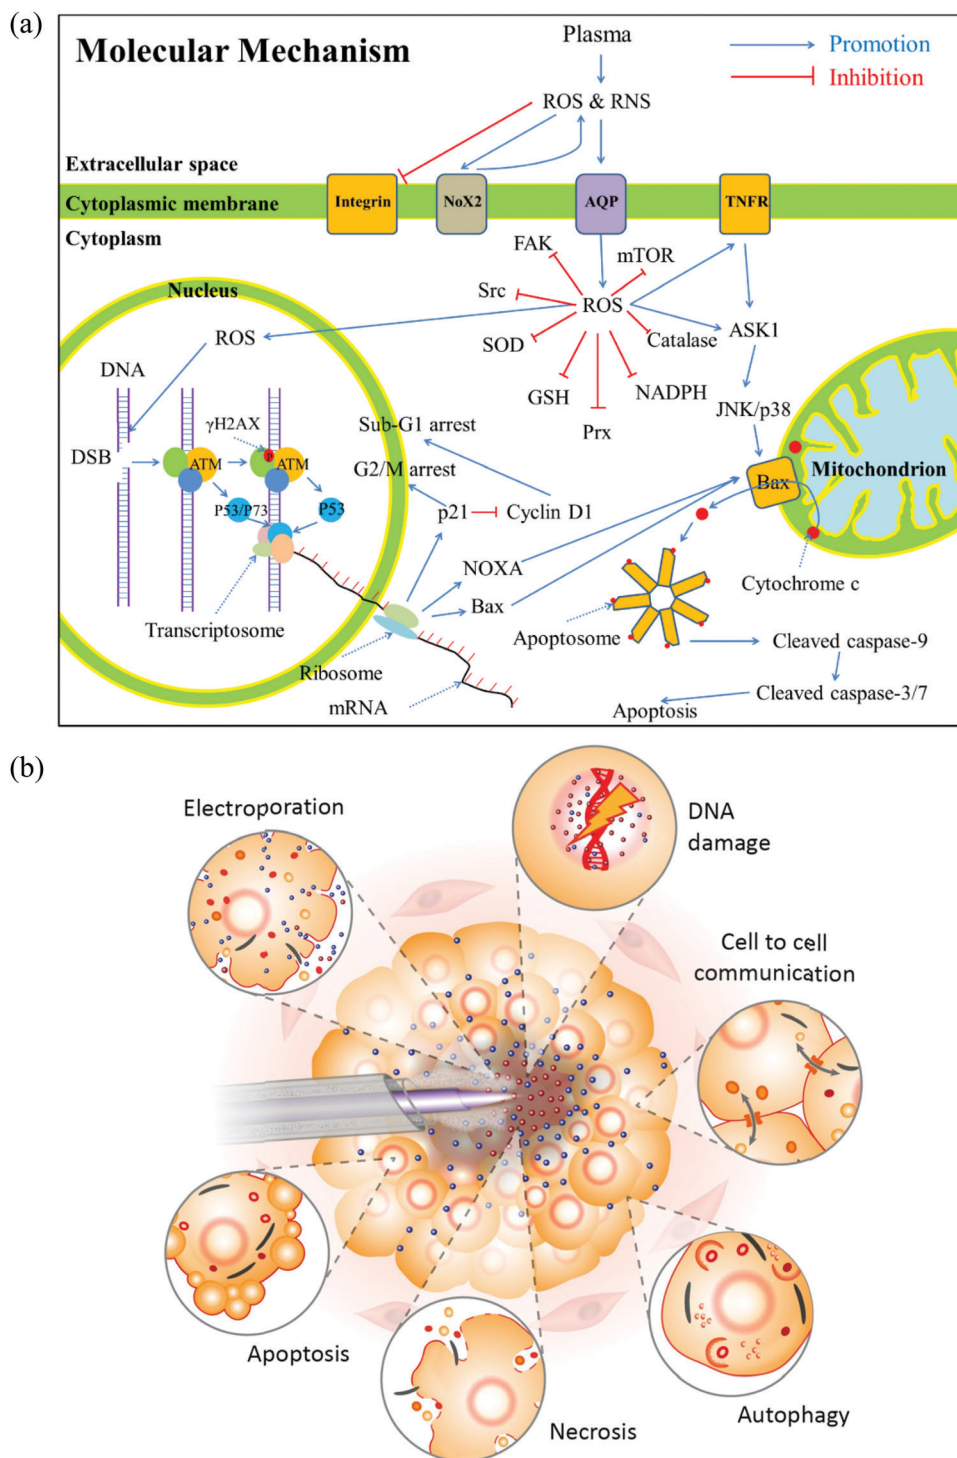 (a)
Molecular Mechanism
Plasma
Promotion
Inhibition
ROS & RNS
Extracellular space
Cytoplasmic membrane
Integrin
NoX2
AQP
TNFR
Cytoplasm
FAK
mTOR
Src
ROS
SOD
Catalase
ASK1
GSH
NADPH
Prx
JNK/p38
Nucleus
ROS
DNA
γH2AX
Sub-G1 arrest
DSB
ATM
P
ATM
G2/M arrest
P53/P73
P53
p21
Cyclin D1
Bax
Mitochondrion
NOXA
Bax
Cytochrome c
Transcriptosome
Apoptosome
Cleaved caspase-9
Ribosome
mRNA
Cleaved caspase-3/7
Apoptosis
(b)
Electroporation
DNA
damage
Cell to cell
communication
Apoptosis
Necrosis
Autophagy